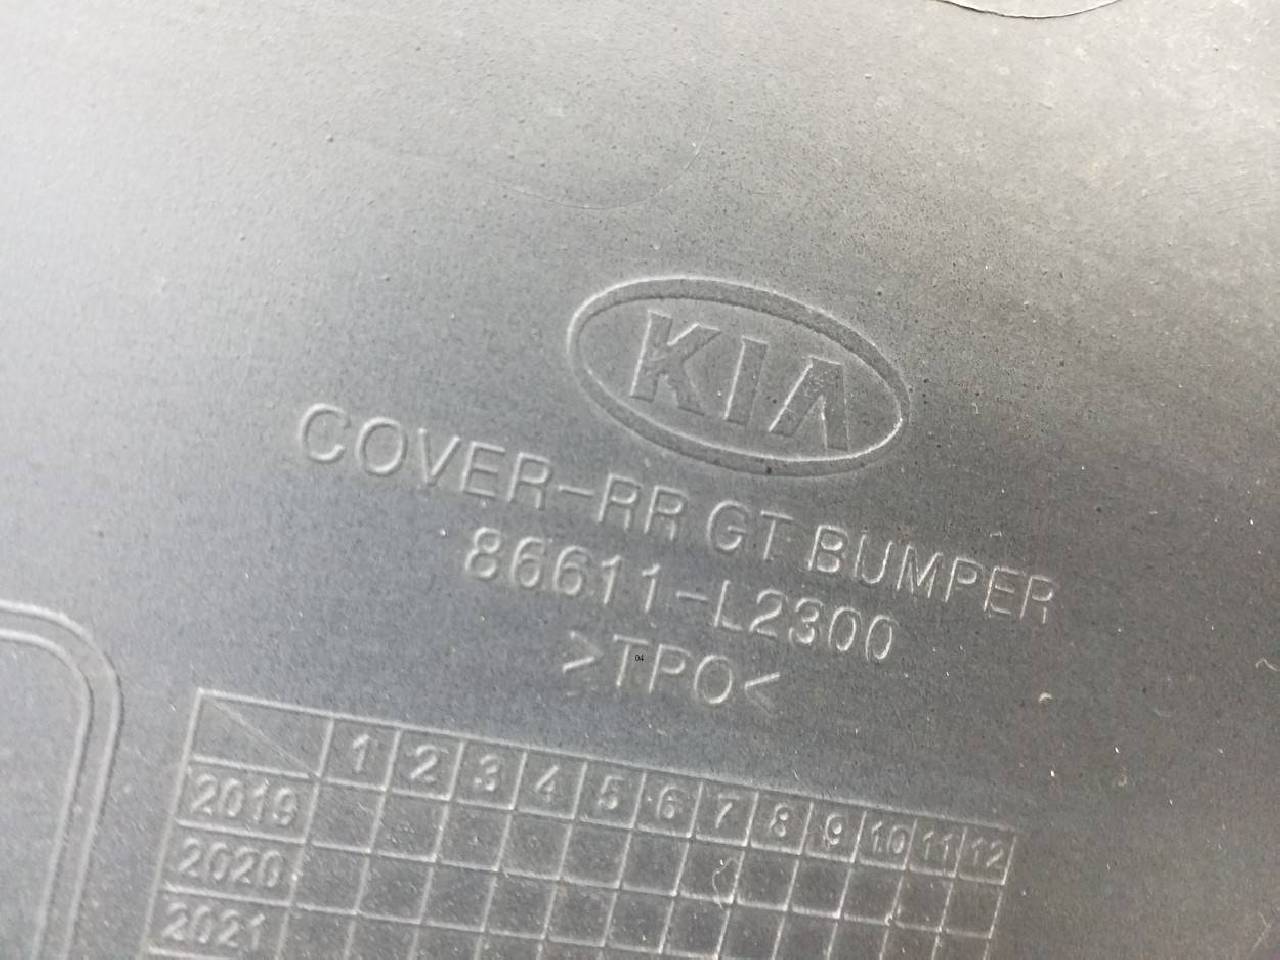 KIA
COVER-RR GT BUMPER
86611-L2300
>TPO<
1 2 3 4 5 6 7 8 9 10 11 12
2019
2020
2021